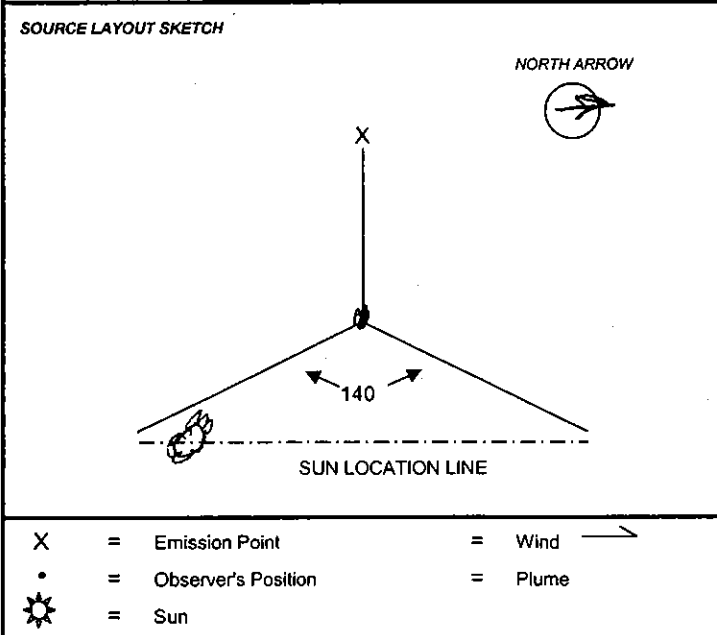 SOURCE LAYOUT SKETCH
NORTH ARROW
X
140
SUN LOCATION LINE
X = Emission Point = Wind
• = Observer's Position = Plume
= Sun